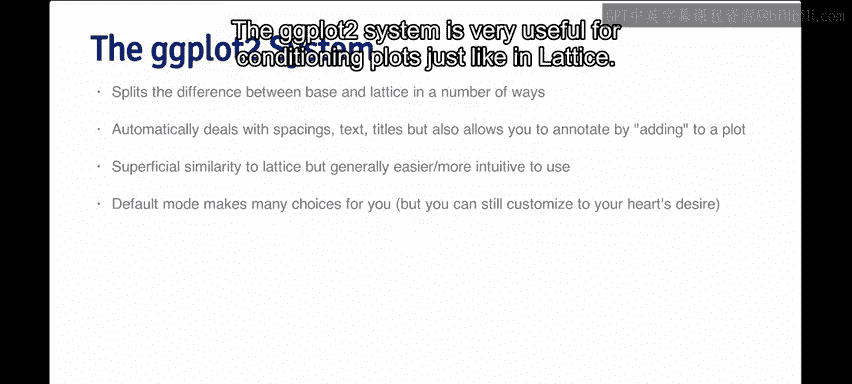 The ggplot2 system is very useful for
conditioning plots just like in Lattice.
The ggplot2 System
· Splits the difference between base and lattice in a number of ways
· Automatically deals with spacings, text, titles but also allows you to annotate by "adding" to a plot
· Superficial similarity to lattice but generally easier/more intuitive to use
· Default mode makes many choices for you (but you can still customize to your heart's desire)